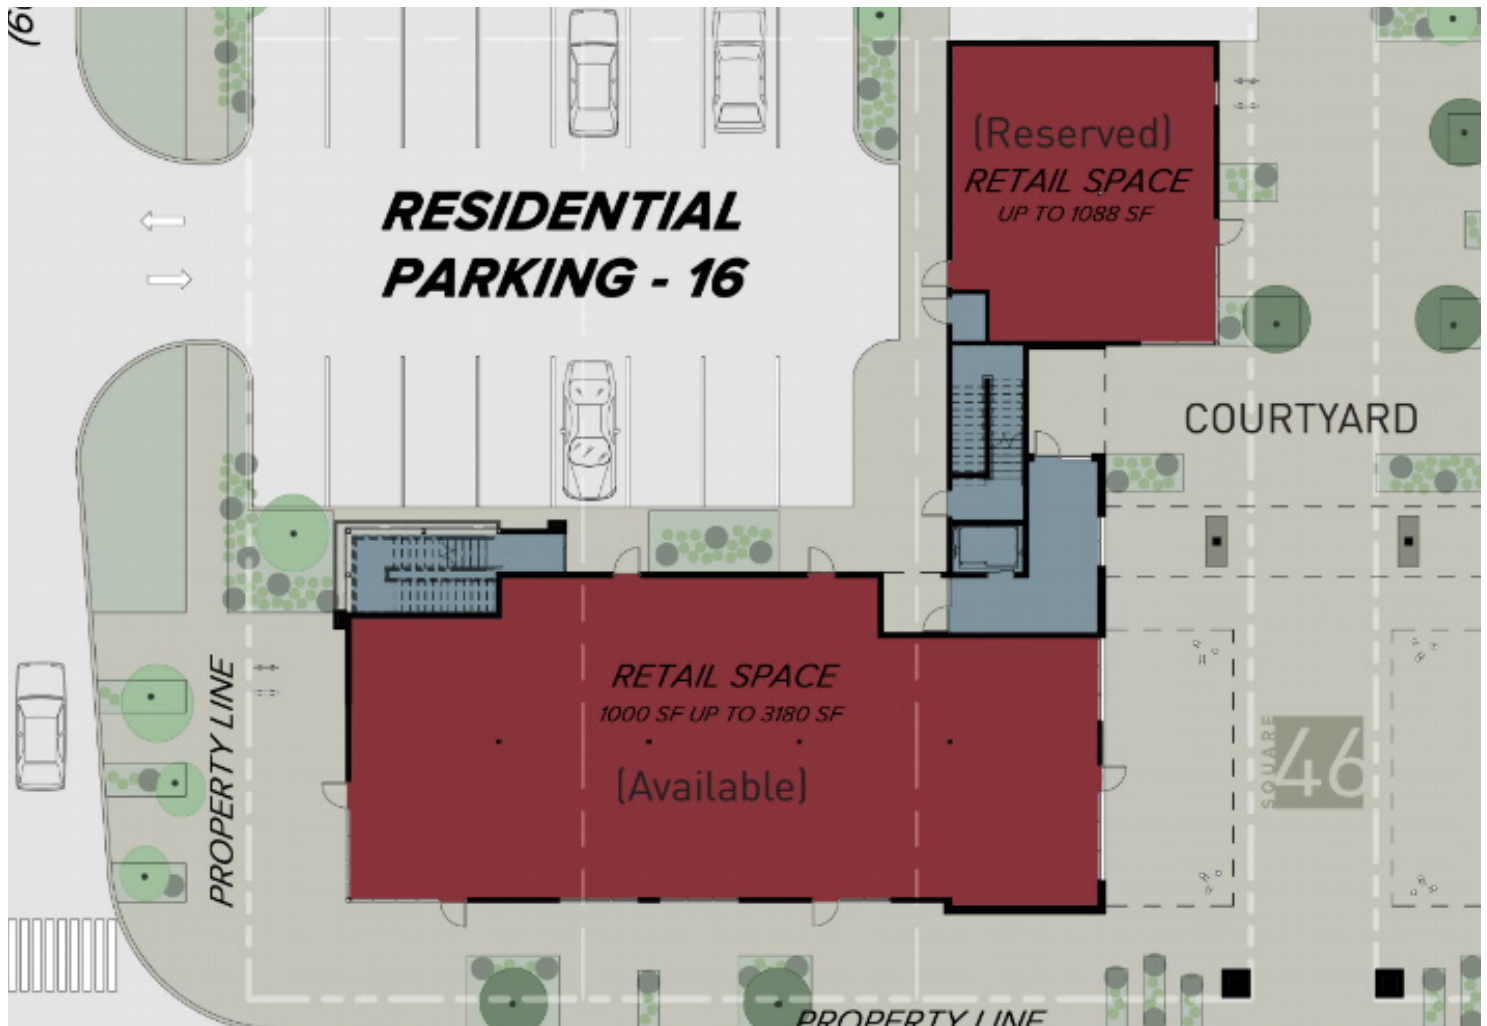 (Reserved)
RETAIL SPACE
UP TO 1088 SF
RESIDENTIAL
PARKING - 16
COURTYARD
RETAIL SPACE
1000 SF UP TO 3180 SF
(Available)
PROPERTY LINE
SQUARE
46
PROPERTY LINE